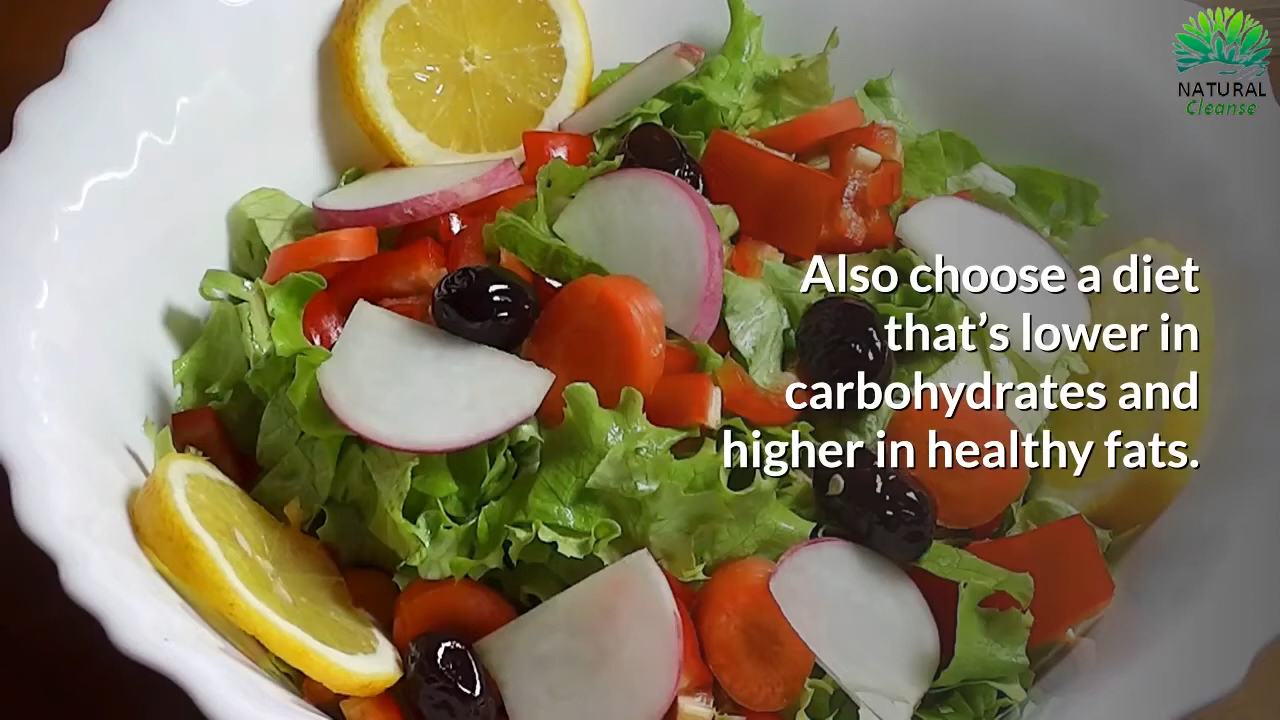 NATURAL
Cleanse
Also choose a diet
that’s lower in
carbohydrates and
higher in healthy fats.